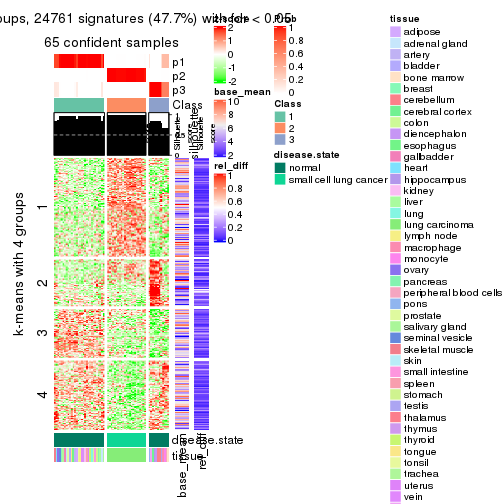 oups, 24761 signatures (47.7%) with fdr < 0.05
65 confident samples
p1
p2
p3
Class
silhouette
score
1
2
3
4
k-means with 4 groups
disease.state
tissue
base_mean
rel_diff
z-score
2
1
0
-1
-2
base_mean
10
8
6
4
2
rel_diff
1
0.8
0.6
0.4
0.2
0
Prob
1
0.8
0.6
0.4
0.2
0
Class
1
2
3
disease.state
normal
small cell lung cancer
tissue
adipose
adrenal gland
artery
bladder
bone marrow
breast
cerebellum
cerebral cortex
colon
diencephalon
esophagus
gallbadder
heart
hippocampus
kidney
liver
lung
lung carcinoma
lymph node
macrophage
monocyte
ovary
pancreas
peripheral blood cells
pons
prostate
salivary gland
seminal vesicle
skeletal muscle
skin
small intestine
spleen
stomach
testis
thalamus
thymus
thyroid
tongue
tonsil
trachea
uterus
vein